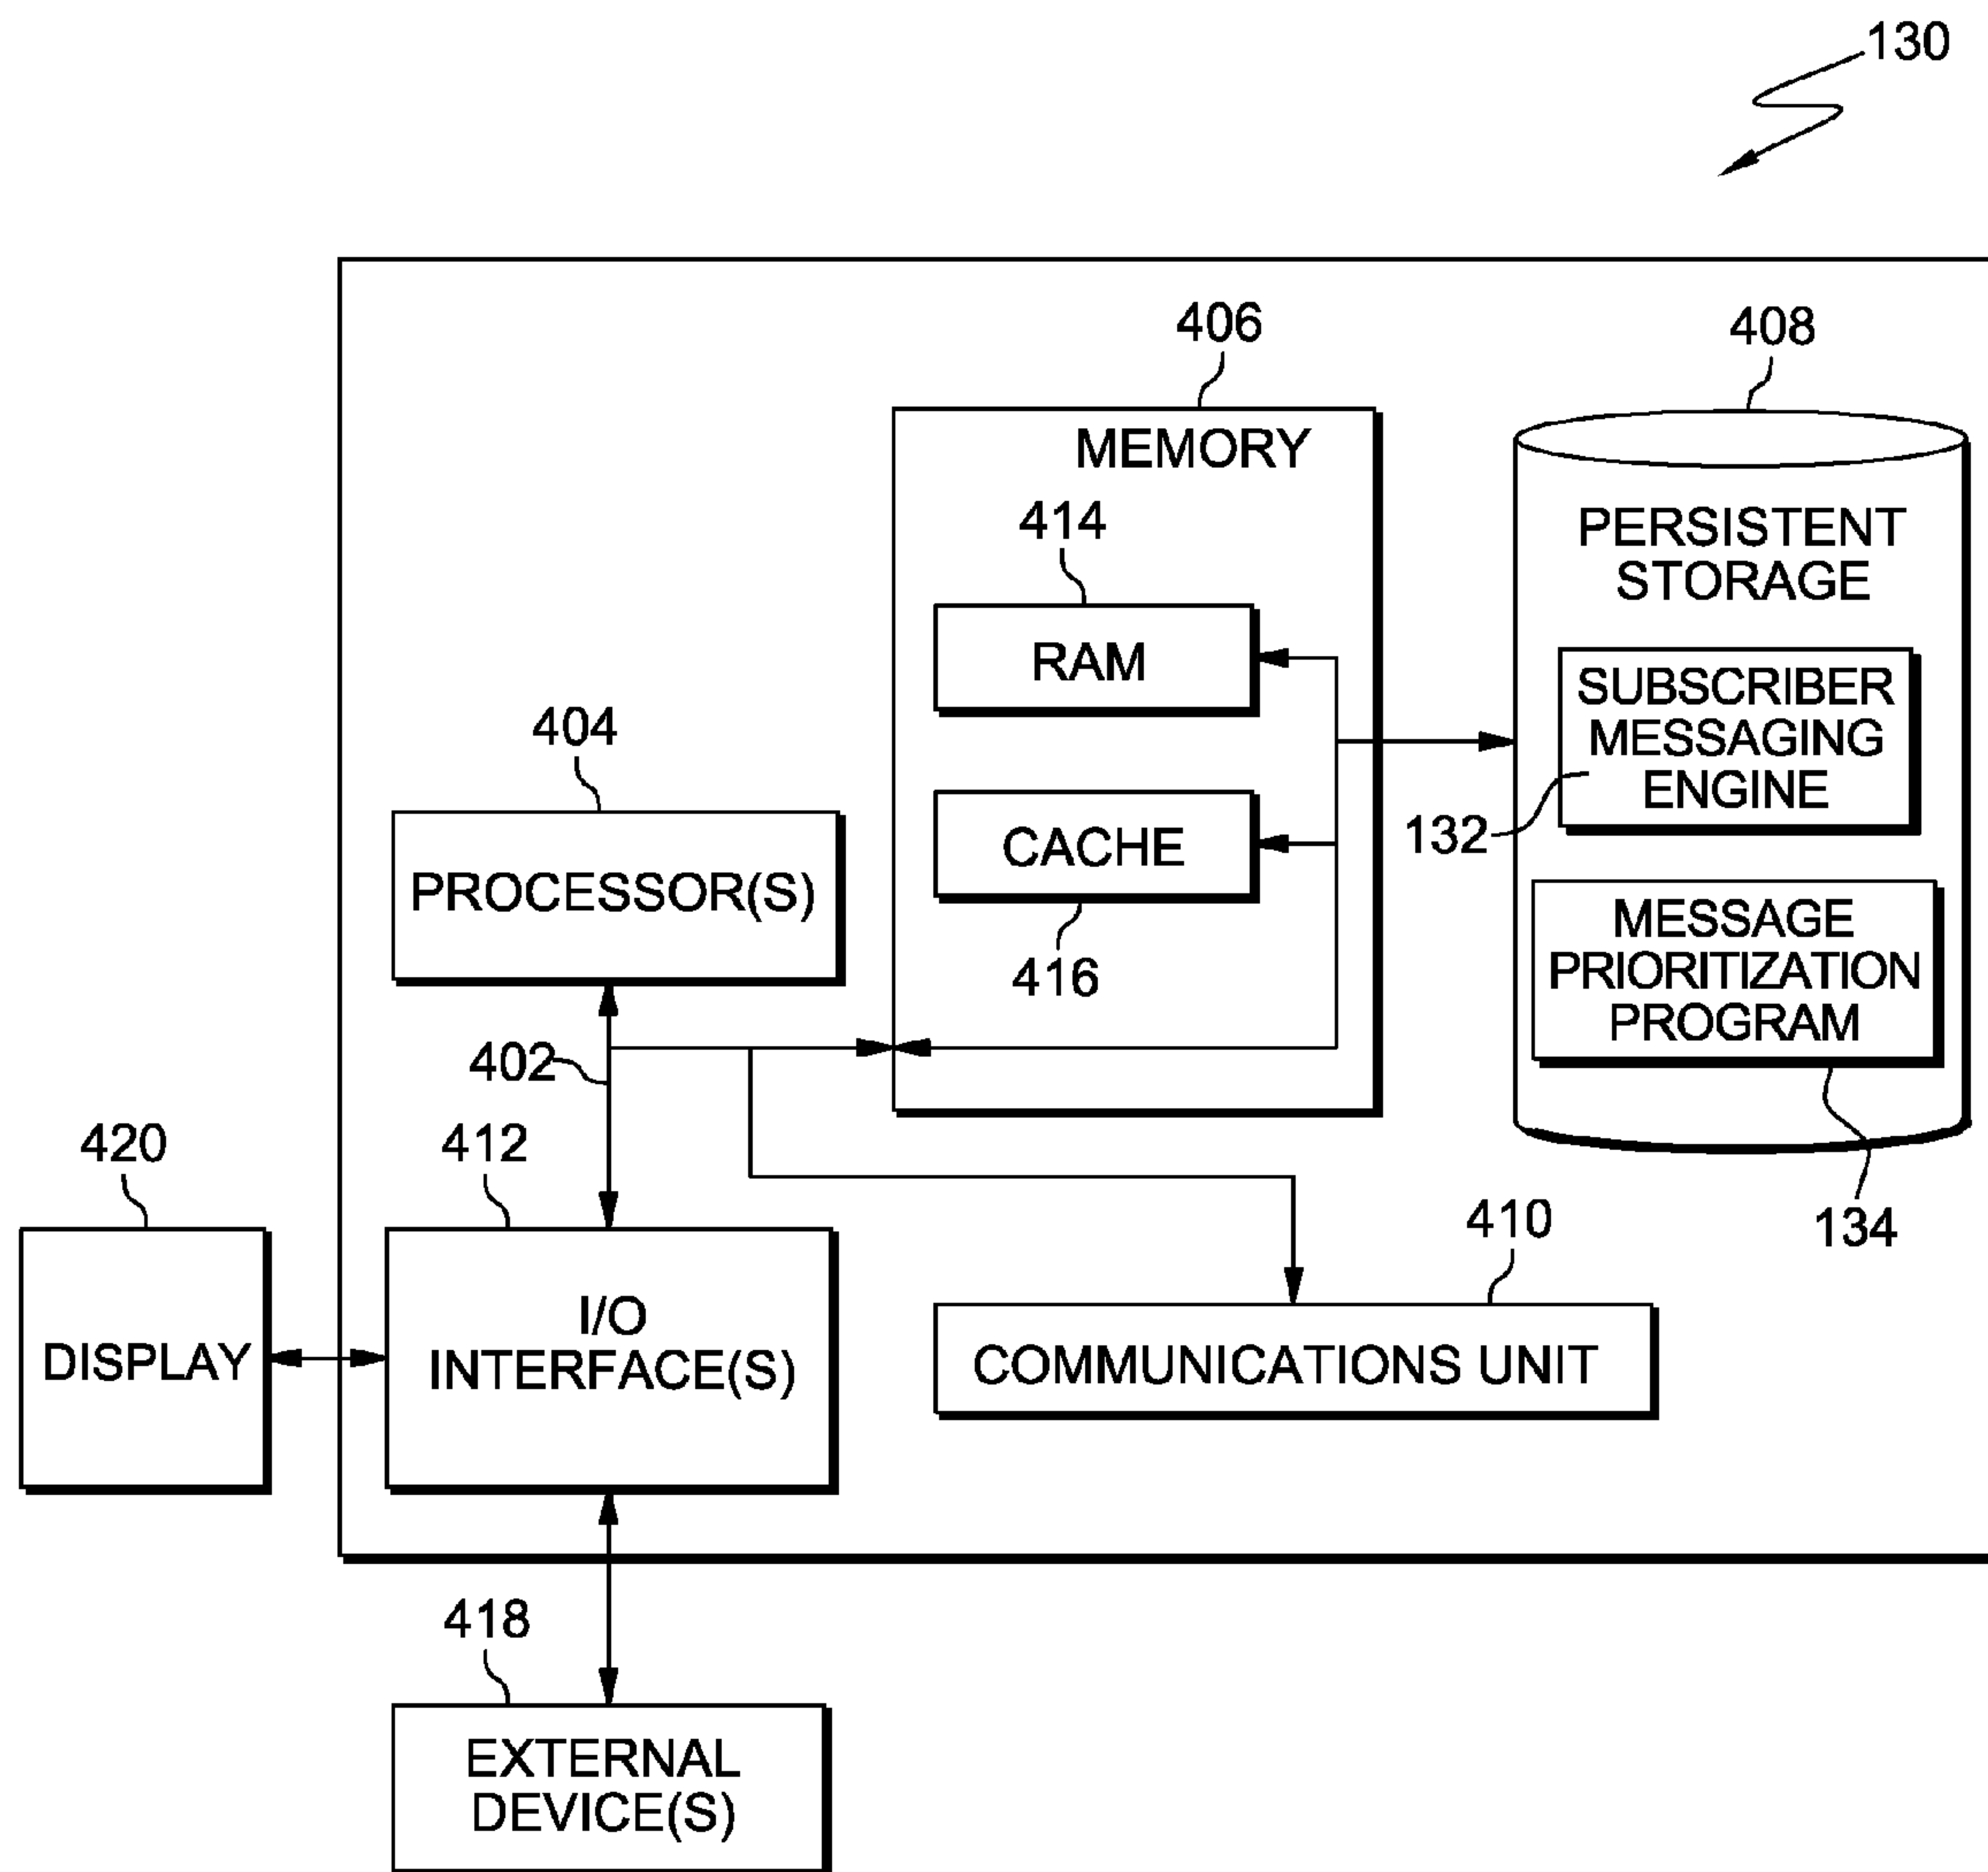 130
406
408
MEMORY
414
PERSISTENT
STORAGE
RAM
SUBSCRIBER
MESSAGING
ENGINE
404
132
CACHE
PROCESSOR(S)
MESSAGE
PRIORITIZATION
PROGRAM
416
402
420
412
410
134
I/O
INTERFACE(S)
DISPLAY
COMMUNICATIONS UNIT
418
EXTERNAL
DEVICE(S)